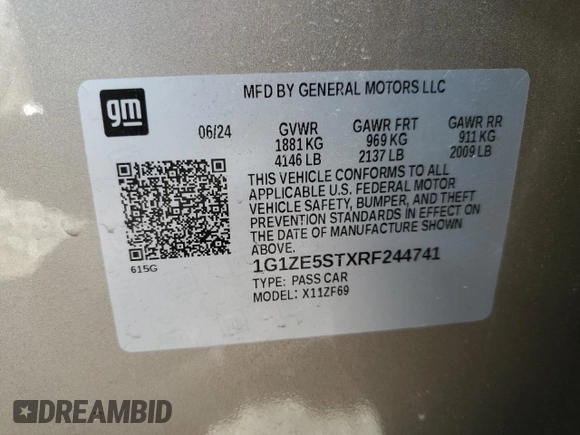 gm
MFD BY GENERAL MOTORS LLC
06/24 GVWR GAWR FRT GAWR RR
1881 KG 969 KG 911 KG
4146 LB 2137 LB 2009 LB
THIS VEHICLE CONFORMS TO ALL
APPLICABLE U.S. FEDERAL MOTOR
VEHICLE SAFETY, BUMPER, AND THEFT
PREVENTION STANDARDS IN EFFECT ON
THE DATE OF MANUFACTURE SHOWN
ABOVE.
615G
1G1ZE5STXRF244741
TYPE: PASS CAR
MODEL: X11ZF69
DREAMBID